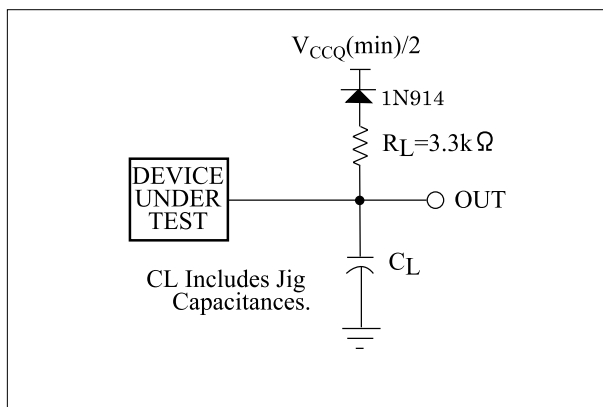 V_CCQ(min)/2
1N914
R_L=3.3kΩ
DEVICE
UNDER
TEST
OUT
C_L
CL Includes Jig
Capacitances.